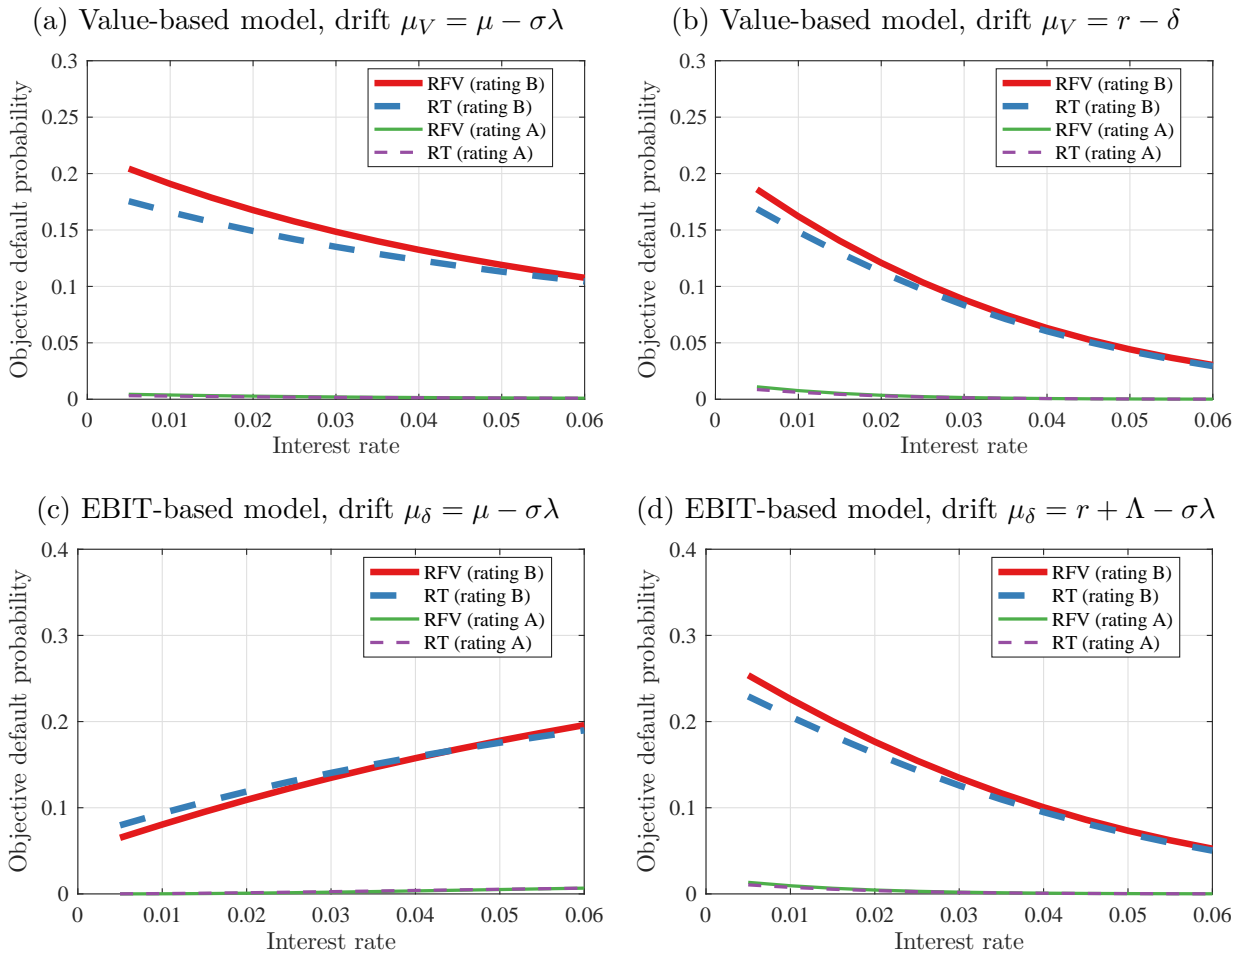 (a) Value-based model, drift μ_V = μ − σλ
Objective default probability
0.3
0.25
0.2
0.15
0.1
0.05
0
RFV (rating B)
RT (rating B)
RFV (rating A)
RT (rating A)
0 0.01 0.02 0.03 0.04 0.05 0.06
Interest rate
(b) Value-based model, drift μ_V = r − δ
Objective default probability
0.3
0.25
0.2
0.15
0.1
0.05
0
RFV (rating B)
RT (rating B)
RFV (rating A)
RT (rating A)
0 0.01 0.02 0.03 0.04 0.05 0.06
Interest rate
(c) EBIT-based model, drift μ_δ = μ − σλ
Objective default probability
0.4
0.3
0.2
0.1
0
RFV (rating B)
RT (rating B)
RFV (rating A)
RT (rating A)
0 0.01 0.02 0.03 0.04 0.05 0.06
Interest rate
(d) EBIT-based model, drift μ_δ = r + Λ − σλ
Objective default probability
0.4
0.3
0.2
0.1
0
RFV (rating B)
RT (rating B)
RFV (rating A)
RT (rating A)
0 0.01 0.02 0.03 0.04 0.05 0.06
Interest rate